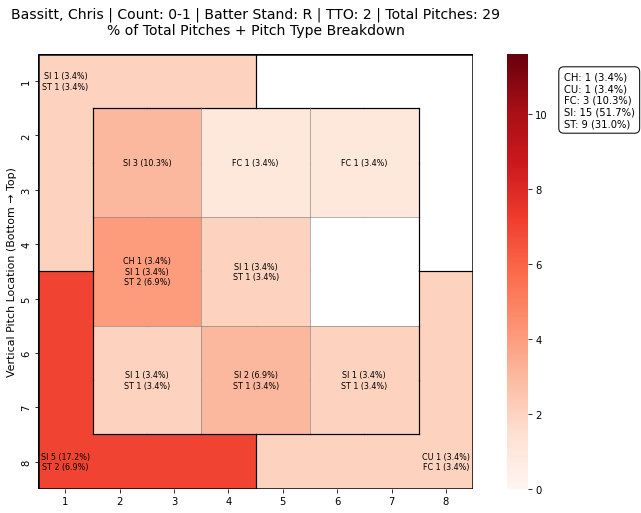 Bassitt, Chris | Count: 0-1 | Batter Stand: R | TTO: 2 | Total Pitches: 29
% of Total Pitches + Pitch Type Breakdown
SI 1 (3.4%)
ST 1 (3.4%)
SI 3 (10.3%)
FC 1 (3.4%)
FC 1 (3.4%)
CH 1 (3.4%)
SI 1 (3.4%)
ST 2 (6.9%)
SI 1 (3.4%)
ST 1 (3.4%)
SI 1 (3.4%)
ST 1 (3.4%)
SI 2 (6.9%)
ST 1 (3.4%)
SI 1 (3.4%)
ST 1 (3.4%)
SI 5 (17.2%)
ST 2 (6.9%)
CU 1 (3.4%)
FC 1 (3.4%)
Vertical Pitch Location (Bottom → Top)
1
2
3
4
5
6
7
8
1 2 3 4 5 6 7 8
10
8
6
4
2
0
CH: 1 (3.4%)
CU: 1 (3.4%)
FC: 3 (10.3%)
SI: 15 (51.7%)
ST: 9 (31.0%)